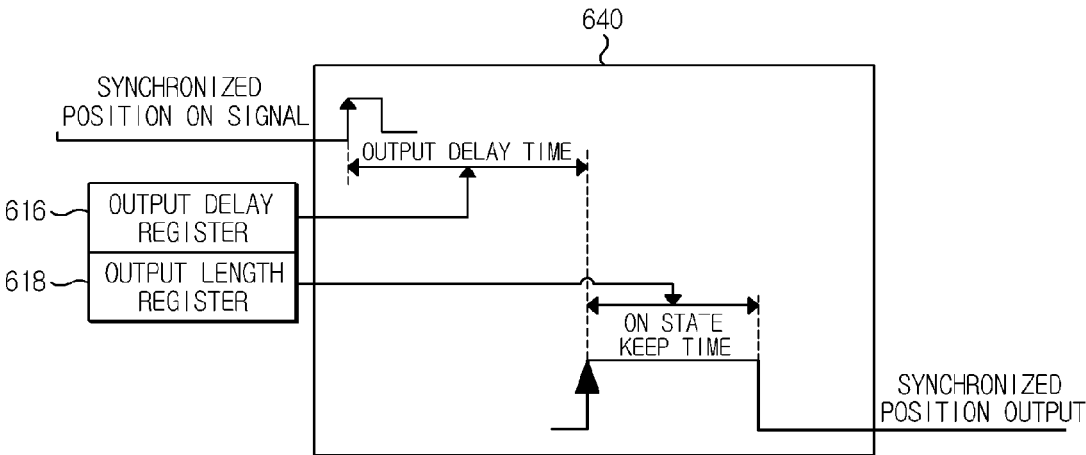 640
SYNCHRONIZED
POSITION ON SIGNAL
OUTPUT DELAY TIME
616
OUTPUT DELAY
REGISTER
618
OUTPUT LENGTH
REGISTER
ON STATE
KEEP TIME
SYNCHRONIZED
POSITION OUTPUT